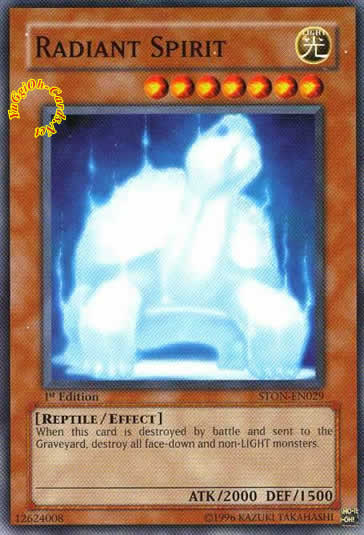 RADIANT SPIRIT
LIGHT
光
YuGiOh-Cards.Net
1st Edition
STON-EN029
[REPTILE/EFFECT]
When this card is destroyed by battle and sent to the
Graveyard, destroy all face-down and non-LIGHT monsters.
ATK/2000 DEF/1500
12624008
©1996 KAZUKI TAKAHASHI